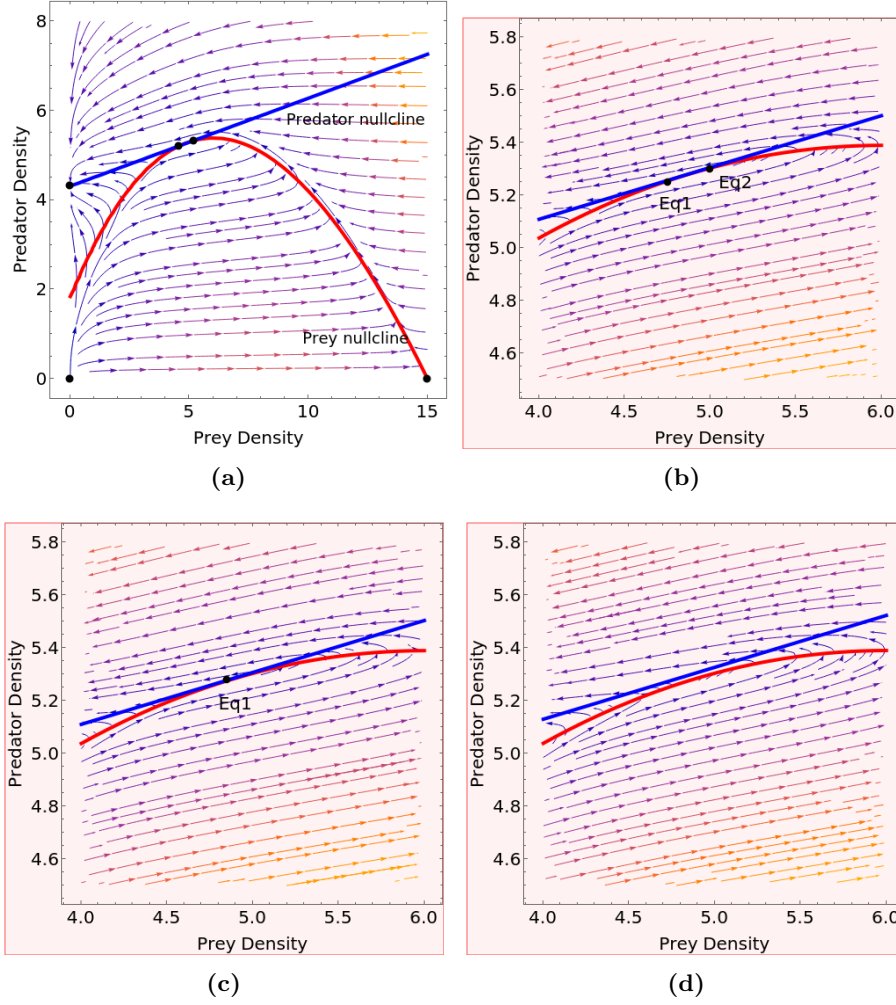 8
6
4
2
0
Predator Density
Predator nullcline
Prey nullcline
0
5
10
15
Prey Density
(a)
5.8
5.6
5.4
5.2
5.0
4.8
4.6
Predator Density
Eq1
Eq2
4.0
4.5
5.0
5.5
6.0
Prey Density
(b)
5.8
5.6
5.4
5.2
5.0
4.8
4.6
Predator Density
Eq1
4.0
4.5
5.0
5.5
6.0
Prey Density
(c)
5.8
5.6
5.4
5.2
5.0
4.8
4.6
Predator Density
4.0
4.5
5.0
5.5
6.0
Prey Density
(d)